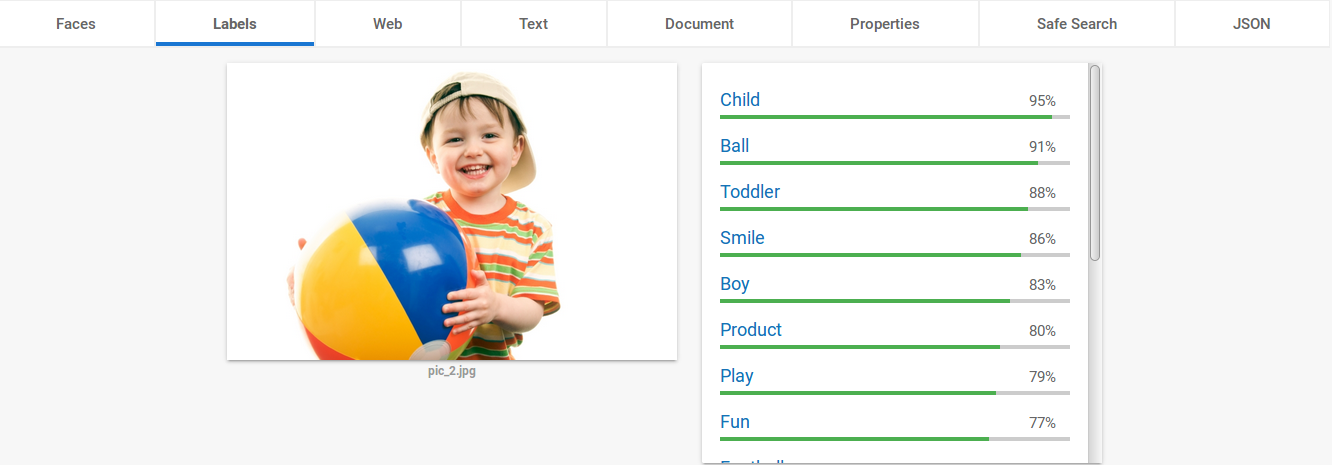 Faces Labels Web Text Document Properties Safe Search JSON
Child 95%
Ball 91%
Toddler 88%
Smile 86%
Boy 83%
Product 80%
Play 79%
Fun 77%
pic_2.jpg